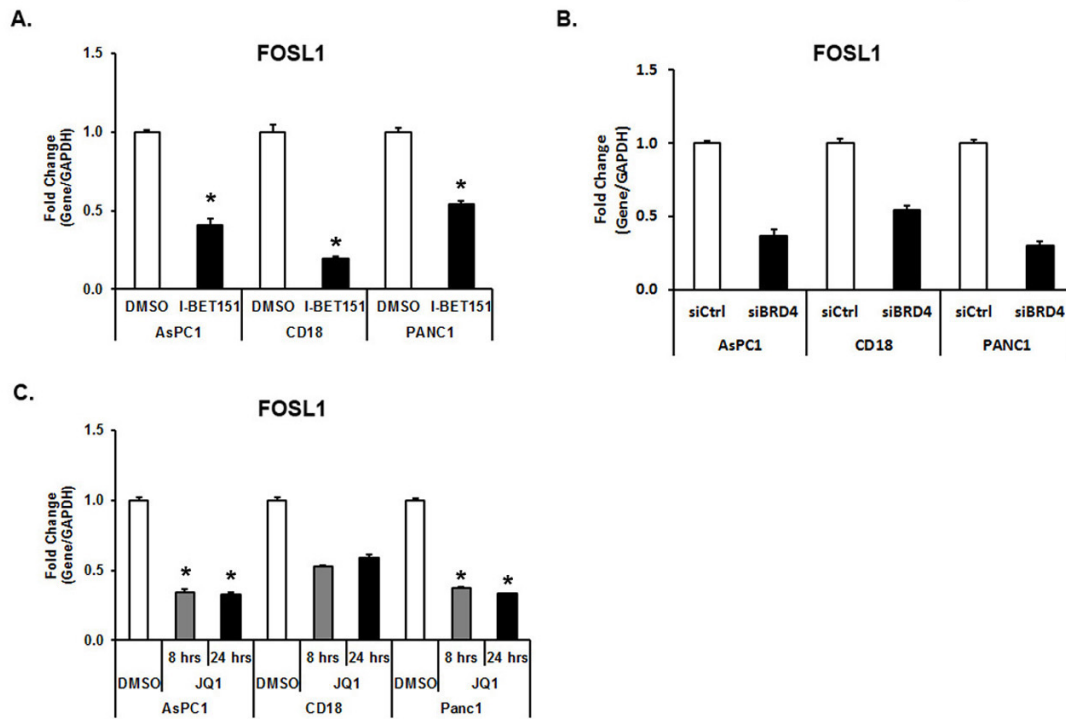 A.
FOSL1
Fold Change
(Gene/GAPDH)
1.5
1.0
0.5
0.0
* * *
DMSO I-BET151 DMSO I-BET151 DMSO I-BET151
AsPC1 CD18 PANC1
B.
FOSL1
Fold Change
(Gene/GAPDH)
1.5
1.0
0.5
0.0
siCtrl siBRD4 siCtrl siBRD4 siCtrl siBRD4
AsPC1 CD18 PANC1
C.
FOSL1
Fold Change
(Gene/GAPDH)
1.5
1.0
0.5
0.0
* * * *
8 hrs 24 hrs 8 hrs 24 hrs 8 hrs 24 hrs
DMSO JQ1 DMSO JQ1 DMSO JQ1
AsPC1 CD18 Panc1